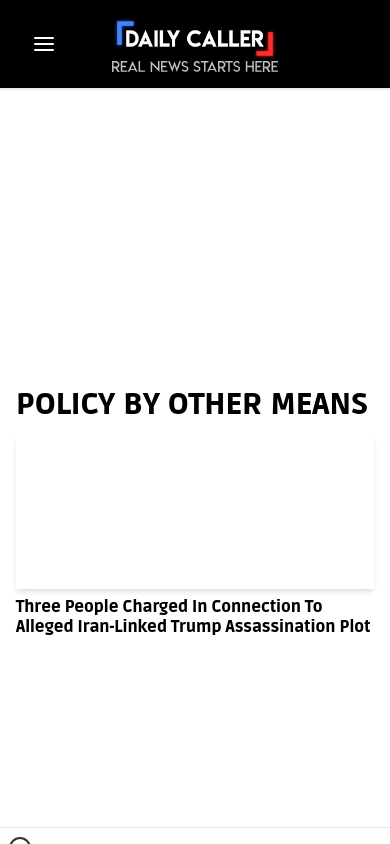 DAILY CALLER
REAL NEWS STARTS HERE
POLICY BY OTHER MEANS
Three People Charged In Connection To
Alleged Iran-Linked Trump Assassination Plot